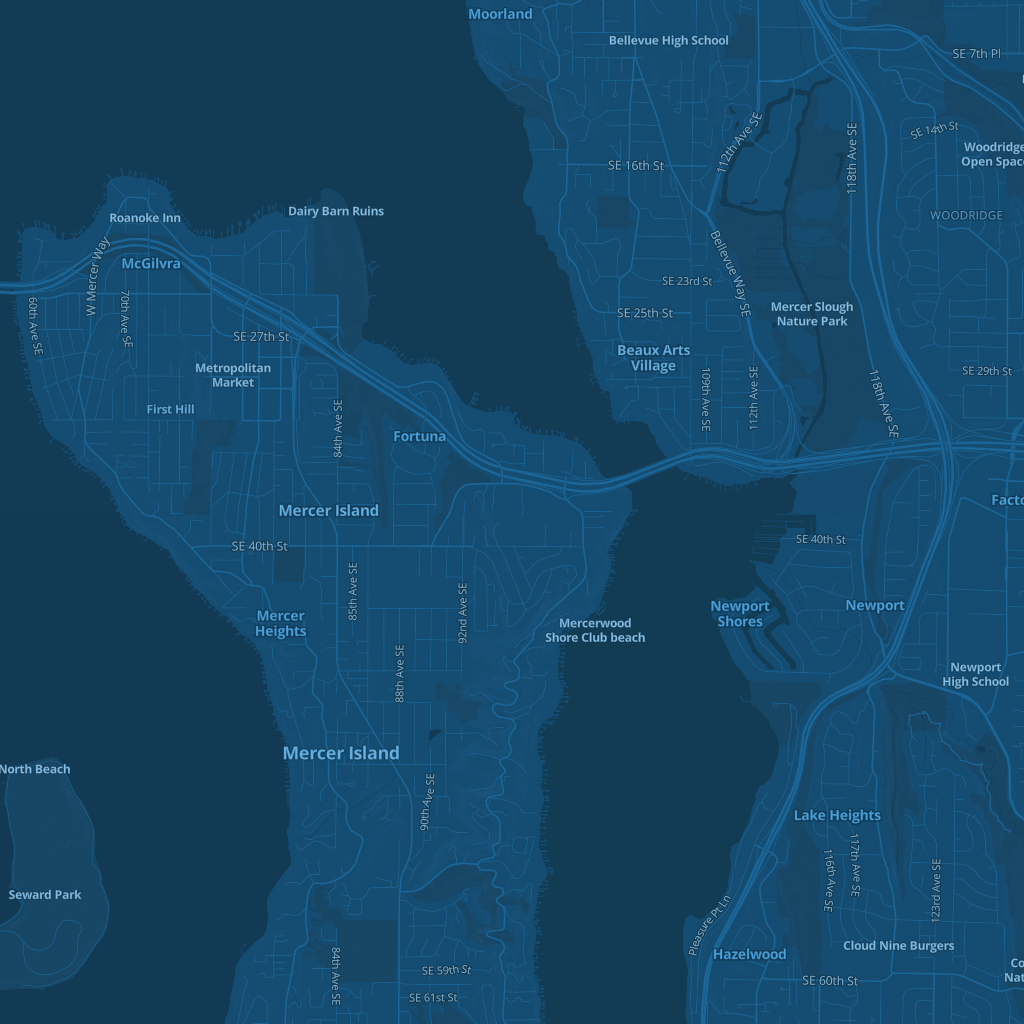 Moorland
Bellevue High School
SE 7th Pl
112th Ave SE
118th Ave SE
SE 14th St
Woodridge
Open Space
SE 16th St
Roanoke Inn
Dairy Barn Ruins
WOODRIDGE
W Mercer Way
McGilvra
Bellevue Way SE
SE 23rd St
60th Ave SE
70th Ave SE
SE 25th St
Mercer Slough
Nature Park
SE 27th St
Beaux Arts
Village
Metropolitan
Market
SE 29th St
109th Ave SE
112th Ave SE
118th Ave SE
First Hill
84th Ave SE
Fortuna
Mercer Island
Facto
SE 40th St
SE 40th St
85th Ave SE
92nd Ave SE
Mercer
Heights
Mercerwood
Shore Club beach
Newport
Shores
Newport
88th Ave SE
Newport
High School
Mercer Island
North Beach
90th Ave SE
Lake Heights
116th Ave SE
117th Ave SE
123rd Ave SE
Seward Park
Pleasure Pt Ln
Cloud Nine Burgers
Hazelwood
84th Ave SE
SE 59th St
SE 60th St
Co
Nat
SE 61st St